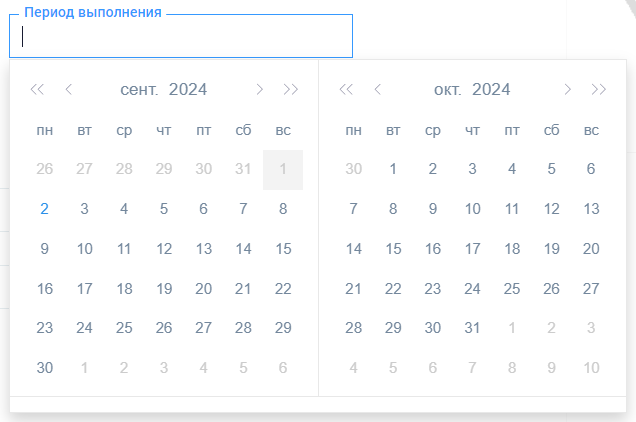 Период выполнения
сент. 2024
пн вт ср чт пт сб вс
26 27 28 29 30 31 1
2 3 4 5 6 7 8
9 10 11 12 13 14 15
16 17 18 19 20 21 22
23 24 25 26 27 28 29
30 1 2 3 4 5 6
окт. 2024
пн вт ср чт пт сб вс
30 1 2 3 4 5 6
7 8 9 10 11 12 13
14 15 16 17 18 19 20
21 22 23 24 25 26 27
28 29 30 31 1 2 3
4 5 6 7 8 9 10